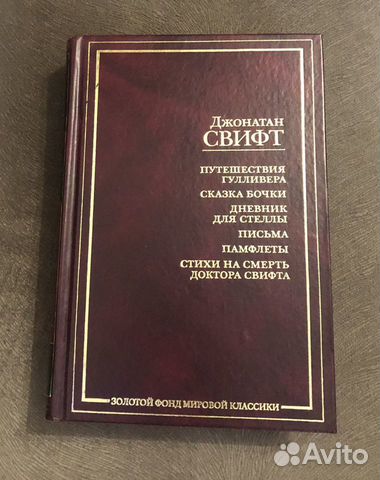 Джонатан
СВИФТ
ПУТЕШЕСТВИЯ
ГУЛЛИВЕРА
СКАЗКА БОЧКИ
ДНЕВНИК
ДЛЯ СТЕЛЛЫ
ПИСЬМА
ПАМФЛЕТЫ
СТИХИ НА СМЕРТЬ
ДОКТОРА СВИФТА
ЗОЛОТОЙ ФОНД МИРОВОЙ КЛАССИКИ
Avito